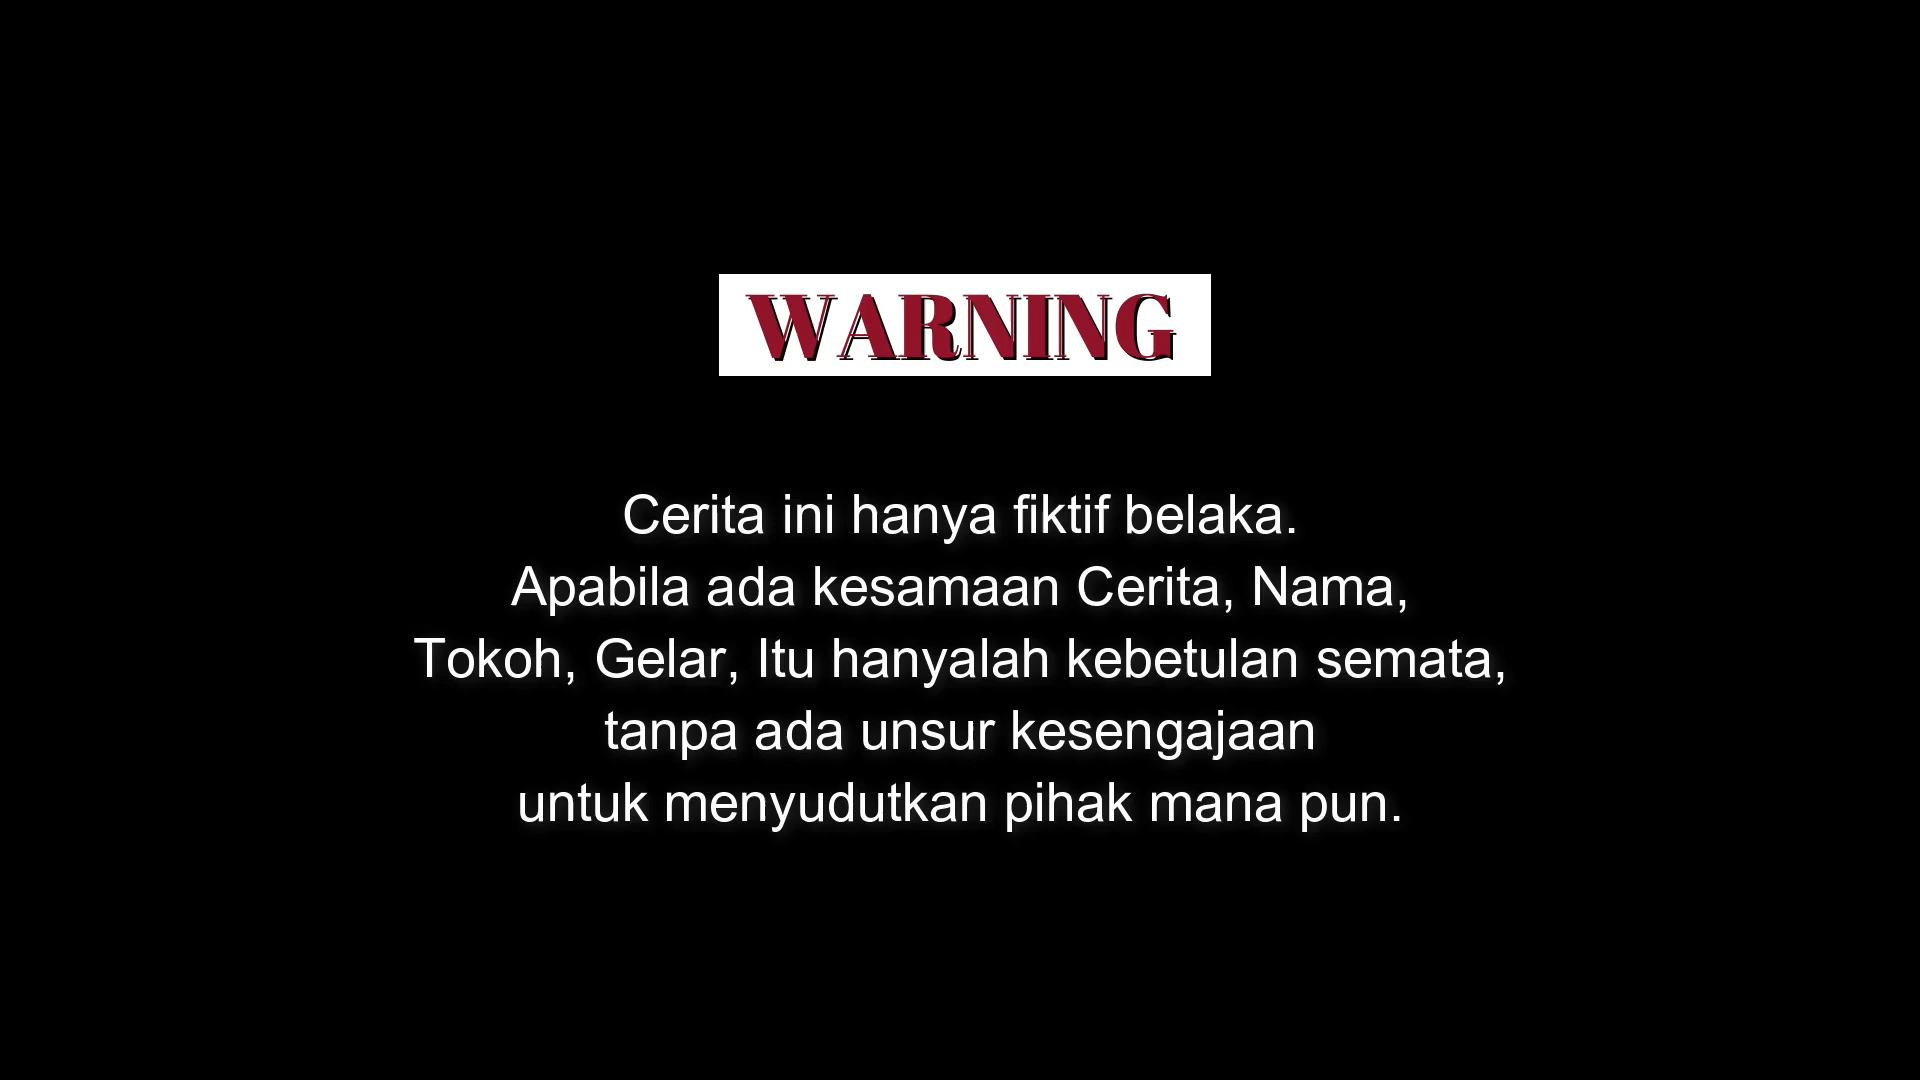 WARNING
Cerita ini hanya fiktif belaka.
Apabila ada kesamaan Cerita, Nama,
Tokoh, Gelar, Itu hanyalah kebetulan semata,
tanpa ada unsur kesengajaan
untuk menyudutkan pihak mana pun.